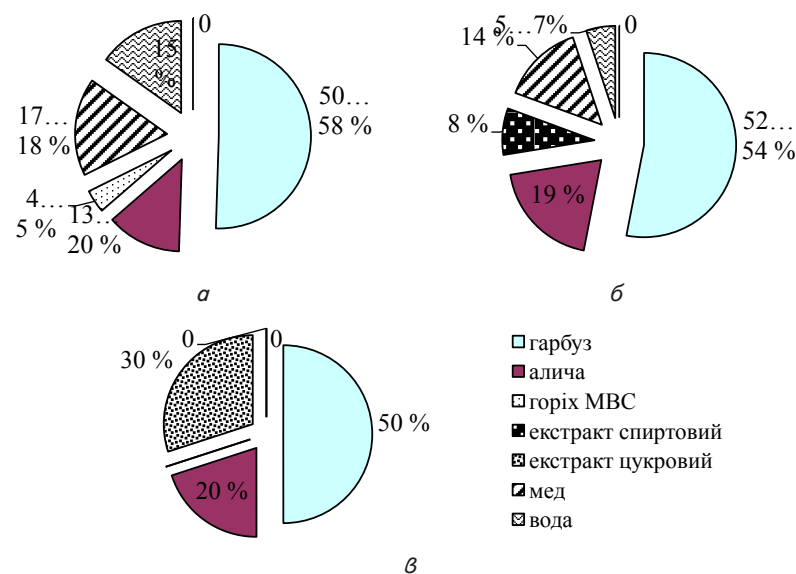 0
15
%
50…
58 %
17…
18 %
4…
5 %
13…
20 %
а
5…7%
0
14 %
8 %
52…
54 %
19 %
б
0
0
30 %
50 %
20 %
в
гарбуз
алича
горіх МВС
екстракт спиртовий
екстракт цукровий
мед
вода